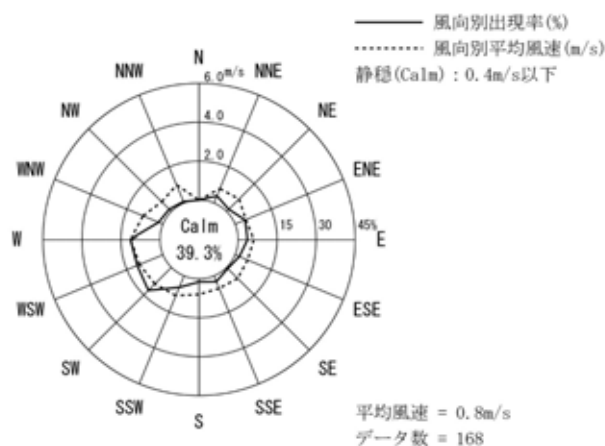 風向別出現率(%)
風向別平均風速(m/s)
静穏(Calm) : 0.4m/s以下
N
NNE
NE
ENE
E
ESE
SE
SSE
S
SSW
SW
WSW
W
WNW
NW
NNW
6.0 m/s
4.0
2.0
15 30 45%
Calm
39.3%
平均風速 = 0.8m/s
データ数 = 168